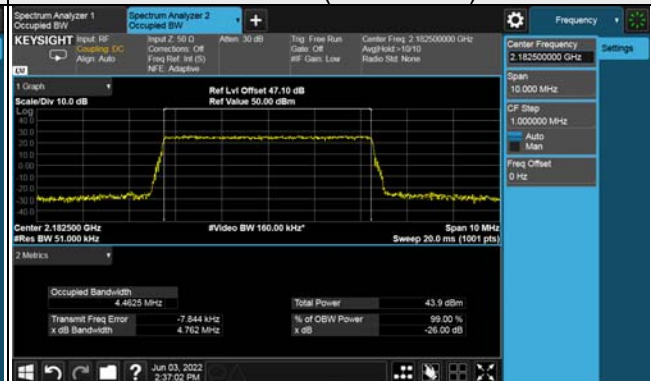 Spectrum Analyzer 1
Occupied BW
Spectrum Analyzer 2
Occupied BW
+
Frequency
KEYSIGHT
Input: RF
Coupling: DC
Align: Auto
Input Z: 50 Ω
Corrections: Off
Freq Ref: Int (S)
NFE: Adaptive
Atten: 30 dB
Trig: Free Run
Gate: Off
#IF Gain: Low
Center Freq: 2.182500000 GHz
Avg|Hold:>10/10
Radio Std: None
Center Frequency
2.182500000 GHz
Settings
Span
10.000 MHz
CF Step
1.000000 MHz
Auto
Man
Freq Offset
0 Hz
1 Graph
Scale/Div 10.0 dB
Ref Lvl Offset 47.10 dB
Ref Value 50.00 dBm
Log
40.0
30.0
20.0
10.0
0.00
-10.0
-20.0
-30.0
-40.0
Center 2.182500 GHz
#Res BW 51.000 kHz
#Video BW 160.00 kHz*
Span 10 MHz
Sweep 20.0 ms (1001 pts)
2 Metrics
Occupied Bandwidth
4.4625 MHz
Total Power 43.9 dBm
Transmit Freq Error -7.844 kHz
% of OBW Power 99.00 %
x dB Bandwidth 4.762 MHz
x dB -26.00 dB
?
Jun 03, 2022
2:37:02 PM